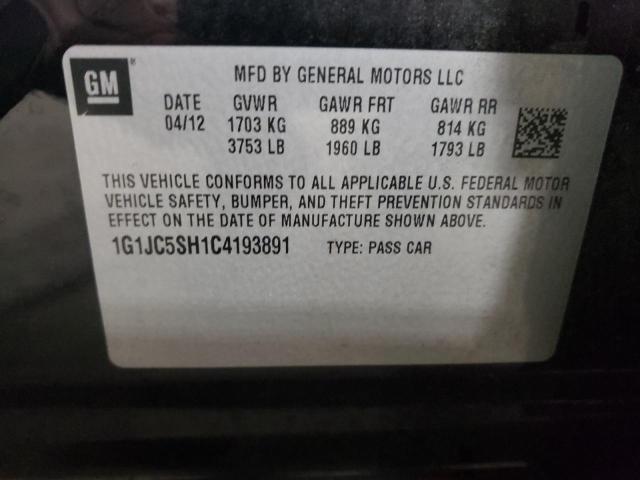 GM ®
MFD BY GENERAL MOTORS LLC
DATE GVWR GAWR FRT GAWR RR
04/12 1703 KG 889 KG 814 KG
3753 LB 1960 LB 1793 LB
THIS VEHICLE CONFORMS TO ALL APPLICABLE U.S. FEDERAL MOTOR
VEHICLE SAFETY, BUMPER, AND THEFT PREVENTION STANDARDS IN
EFFECT ON THE DATE OF MANUFACTURE SHOWN ABOVE.
1G1JC5SH1C4193891 TYPE: PASS CAR